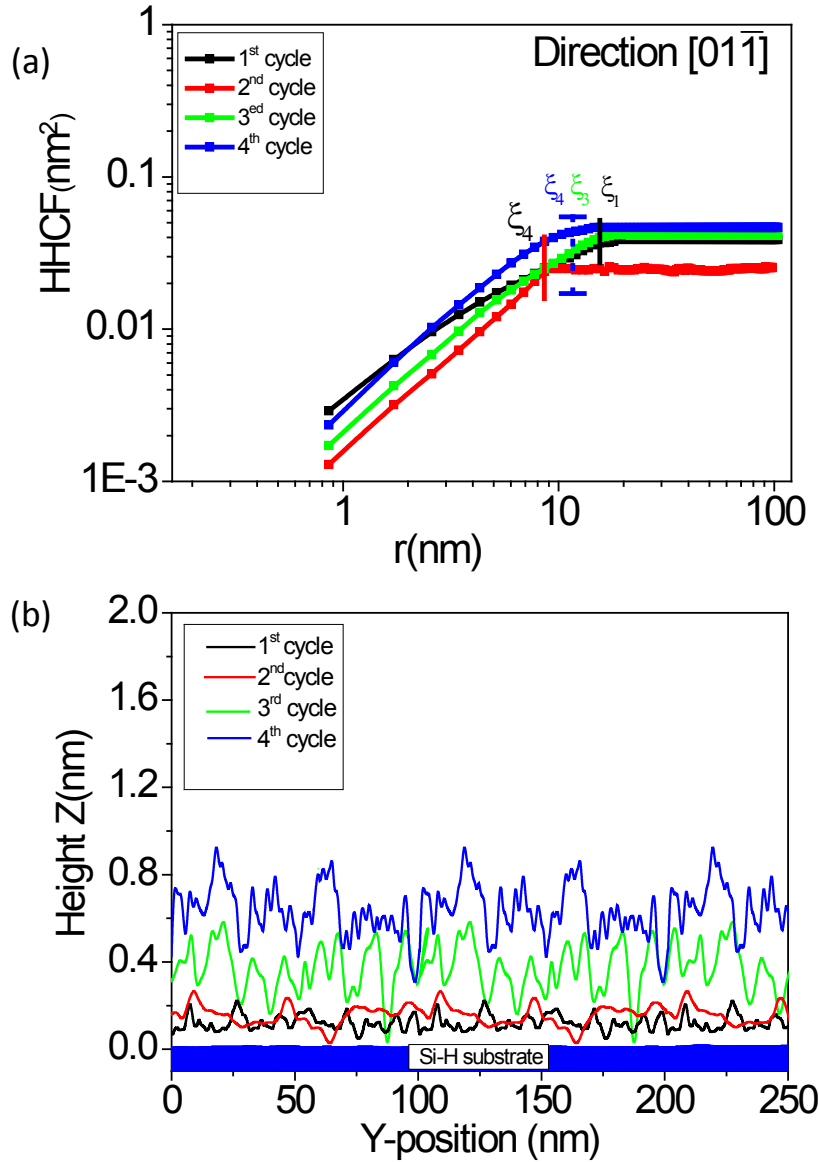 (a)
1
Direction [011̅]
1st cycle
2nd cycle
3ed cycle
4th cycle
HHCF(nm²)
0.1
ξ4 ξ3 ξ1
ξ4
0.01
1E-3
1 10 100
r(nm)
(b)
2.0
1st cycle
2nd cycle
3rd cycle
4th cycle
1.6
Height Z(nm)
1.2
0.8
0.4
0.0
Si-H substrate
0 50 100 150 200 250
Y-position (nm)